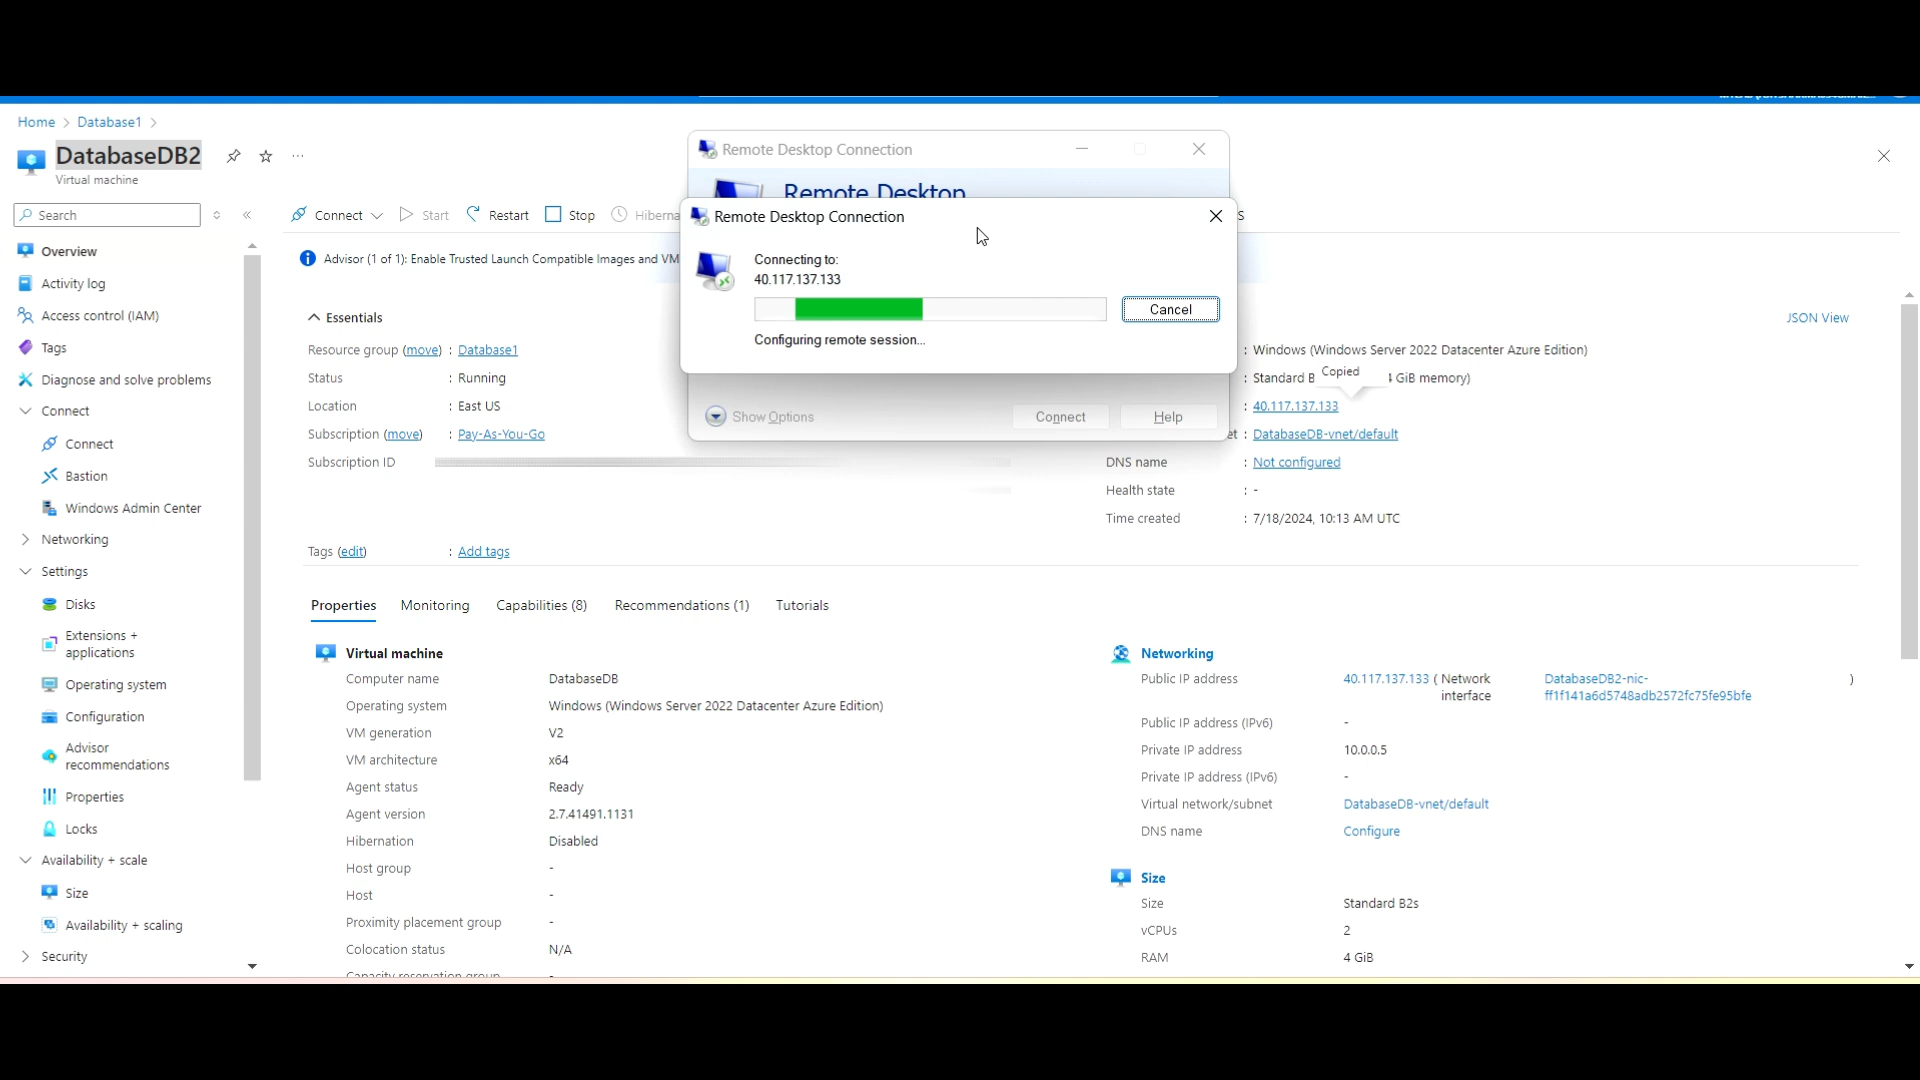 Home > Database1 >
DatabaseDB2
Virtual machine
Search
Connect
Start
Restart
Stop
Hiberna
S
Overview
Activity log
Access control (IAM)
Tags
Diagnose and solve problems
Connect
Connect
Bastion
Windows Admin Center
Networking
Settings
Disks
Extensions +
applications
Operating system
Configuration
Advisor
recommendations
Properties
Locks
Availability + scale
Size
Availability + scaling
Security
Advisor (1 of 1): Enable Trusted Launch Compatible Images and VM
Remote Desktop Connection
Remote Desktop
Remote Desktop Connection
Connecting to:
40.117.137.133
Cancel
Configuring remote session...
Show Options
Connect
Help
Essentials
JSON View
Resource group (move) : Database1
Status : Running
Location : East US
Subscription (move) : Pay-As-You-Go
Subscription ID
: Windows (Windows Server 2022 Datacenter Azure Edition)
: Standard B
GiB memory)
Copied
: 40.117.137.133
et : DatabaseDB-vnet/default
DNS name : Not configured
Health state : -
Time created : 7/18/2024, 10:13 AM UTC
Tags (edit) : Add tags
Properties
Monitoring
Capabilities (8)
Recommendations (1)
Tutorials
Virtual machine
Computer name DatabaseDB
Operating system Windows (Windows Server 2022 Datacenter Azure Edition)
VM generation V2
VM architecture x64
Agent status Ready
Agent version 2.7.41491.1131
Hibernation Disabled
Host group -
Host -
Proximity placement group -
Colocation status N/A
Capacity reservation group -
Networking
Public IP address 40.117.137.133 ( Network interface DatabaseDB2-nic-
ff1f141a6d5748adb2572fc75fe95bfe )
Public IP address (IPv6) -
Private IP address 10.0.0.5
Private IP address (IPv6) -
Virtual network/subnet DatabaseDB-vnet/default
DNS name Configure
Size
Size Standard B2s
vCPUs 2
RAM 4 GiB